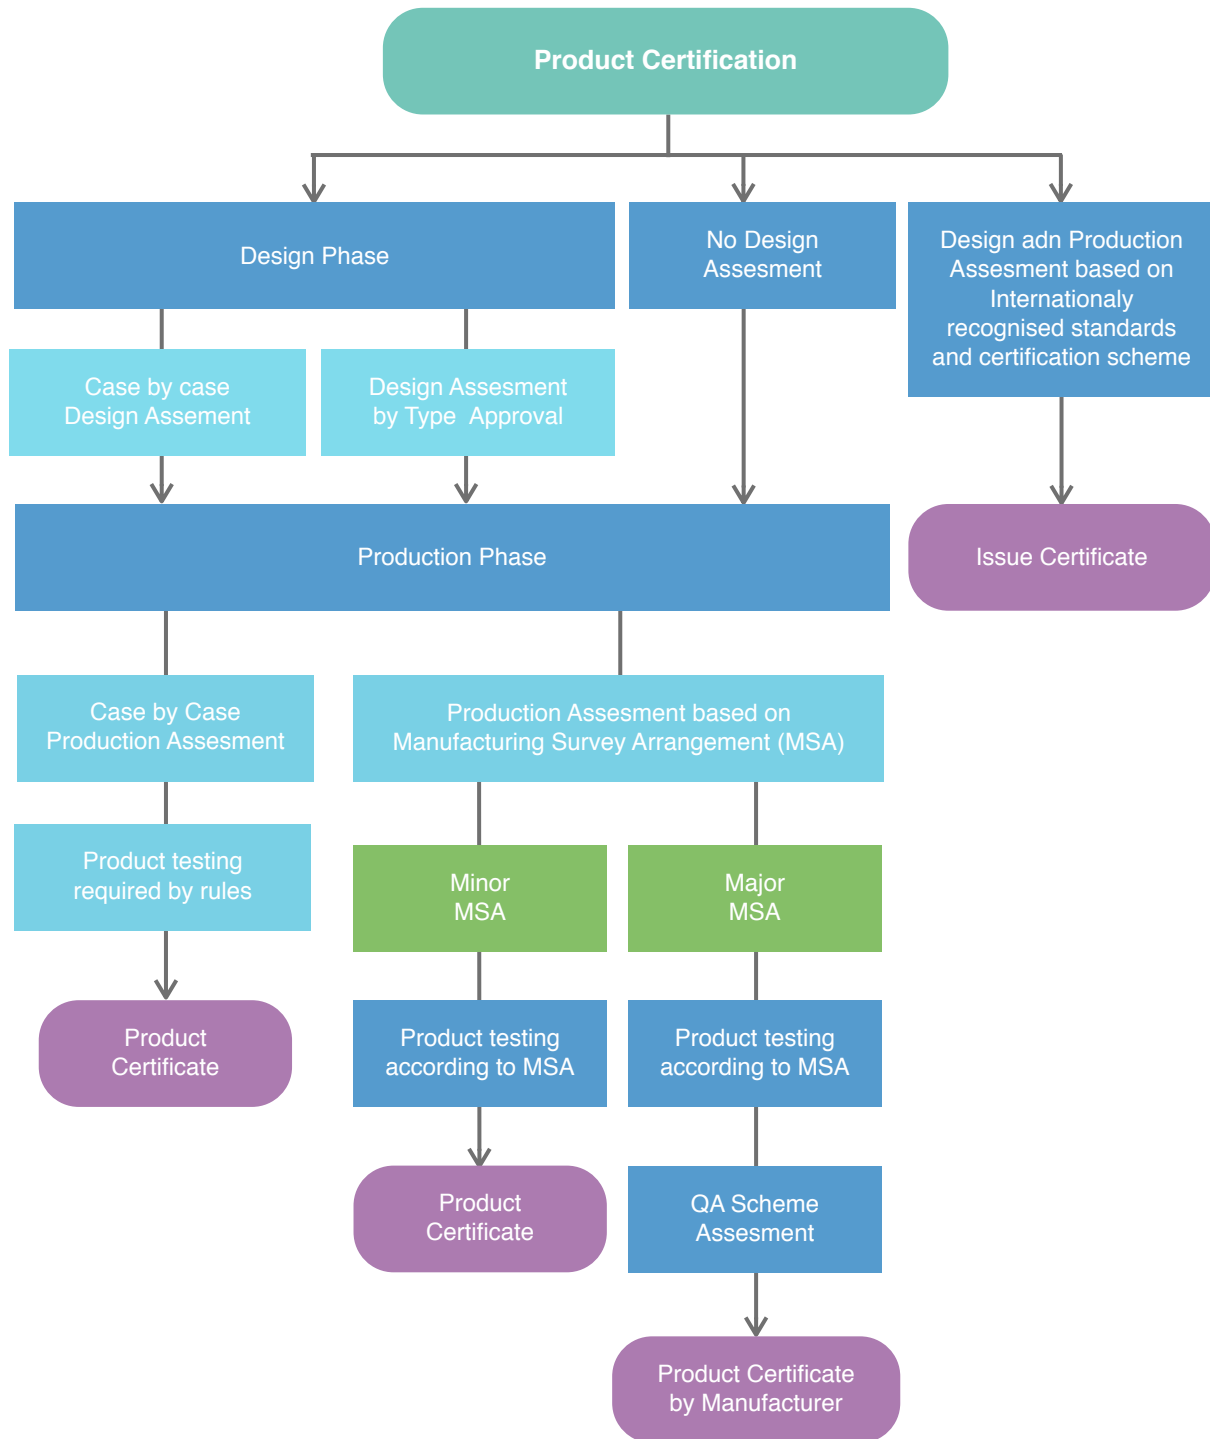 Product Certification
Design Phase
No Design
Assesment
Design adn Production
Assesment based on
Internationaly
recognised standards
and certification scheme
Case by case
Design Assement
Design Assesment
by Type Approval
Production Phase
Issue Certificate
Case by Case
Production Assesment
Production Assesment based on
Manufacturing Survey Arrangement (MSA)
Product testing
required by rules
Minor
MSA
Major
MSA
Product
Certificate
Product testing
according to MSA
Product testing
according to MSA
Product
Certificate
QA Scheme
Assesment
Product Certificate
by Manufacturer